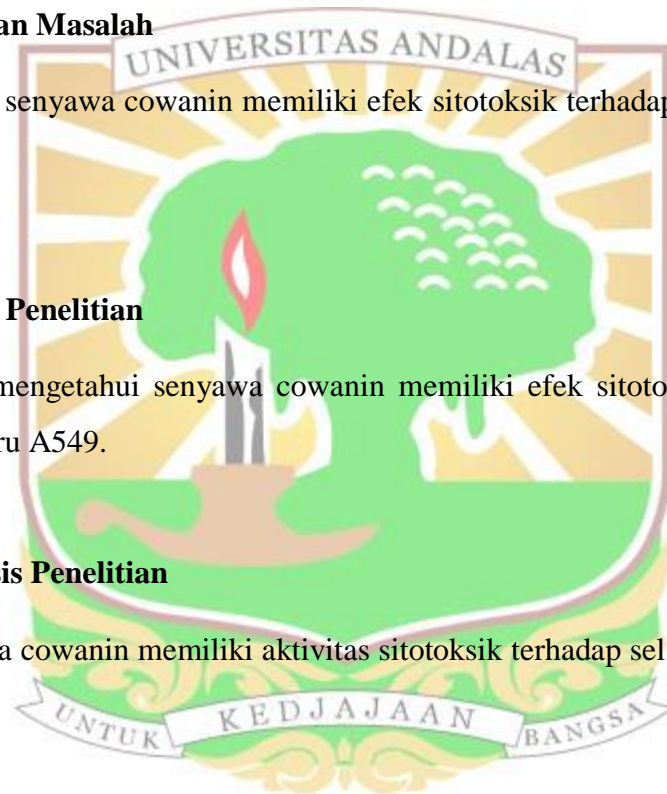 an Masalah
UNIVERSITAS ANDALAS
senyawa cowanin memiliki efek sitotoksik terhadap
Penelitian
mengetahui senyawa cowanin memiliki efek sitoto
ru A549.
sis Penelitian
a cowanin memiliki aktivitas sitotoksik terhadap sel
UNTUK KEDJAJAAN BANGSA